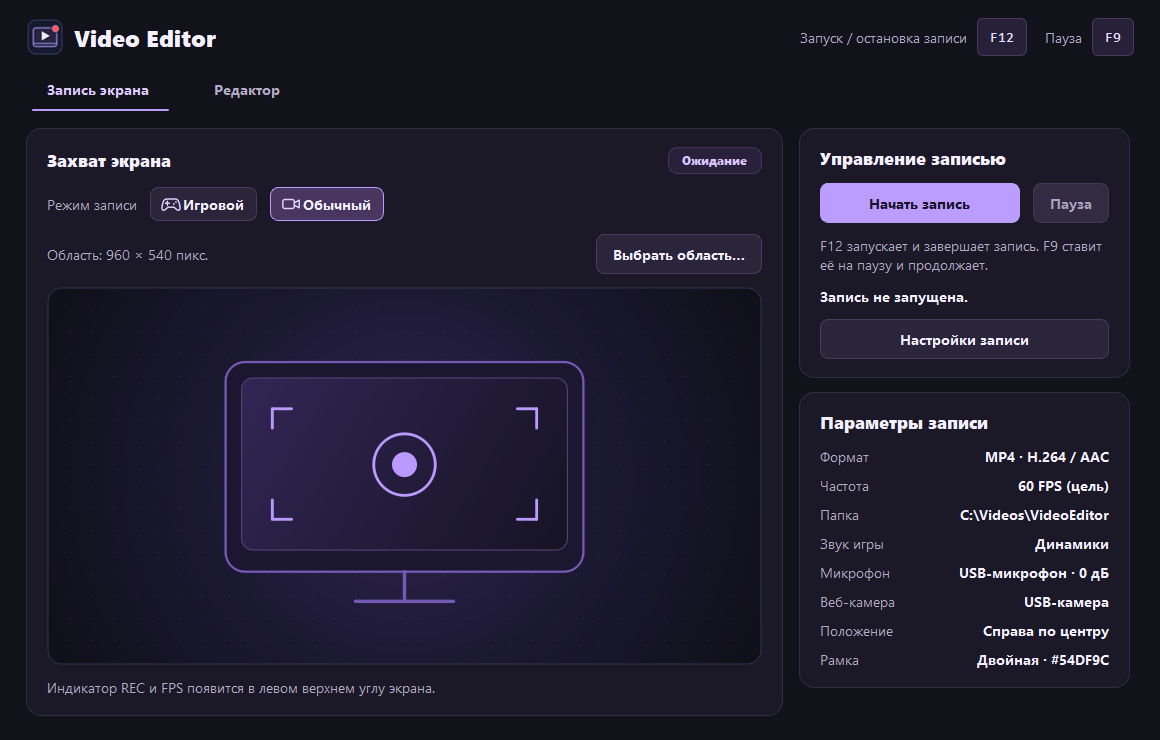 Video Editor
Запуск / остановка записи F12 Пауза F9
Запись экрана Редактор
Захват экрана
Ожидание
Режим записи Игровой Обычный
Область: 960 × 540 пикс.
Выбрать область...
Индикатор REC и FPS появится в левом верхнем углу экрана.
Управление записью
Начать запись Пауза
F12 запускает и завершает запись. F9 ставит
её на паузу и продолжает.
Запись не запущена.
Настройки записи
Параметры записи
Формат MP4 · H.264 / AAC
Частота 60 FPS (цель)
Папка C:\Videos\VideoEditor
Звук игры Динамики
Микрофон USB-микрофон · 0 дБ
Веб-камера USB-камера
Положение Справа по центру
Рамка Двойная · #54DF9C